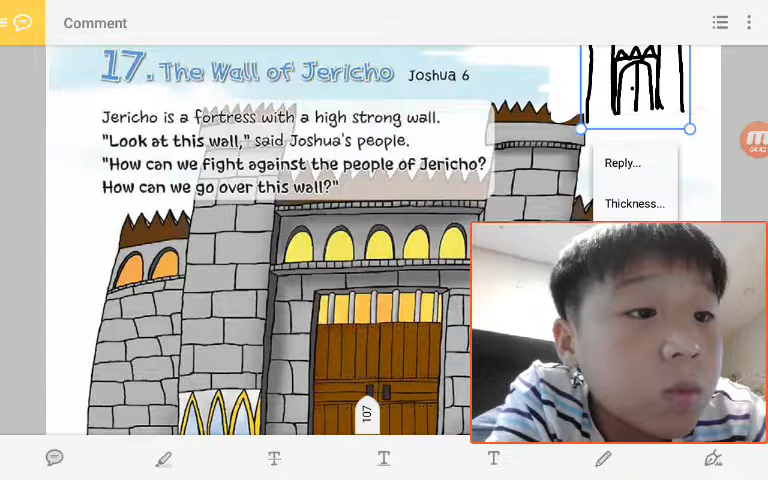 Comment
17. The Wall of Jericho Joshua 6
Jericho is a fortress with a high strong wall.
"Look at this wall," said Joshua's people.
"How can we fight against the people of Jericho?
How can we go over this wall?"
Reply...
Thickness...
04:42
107
T
T
T